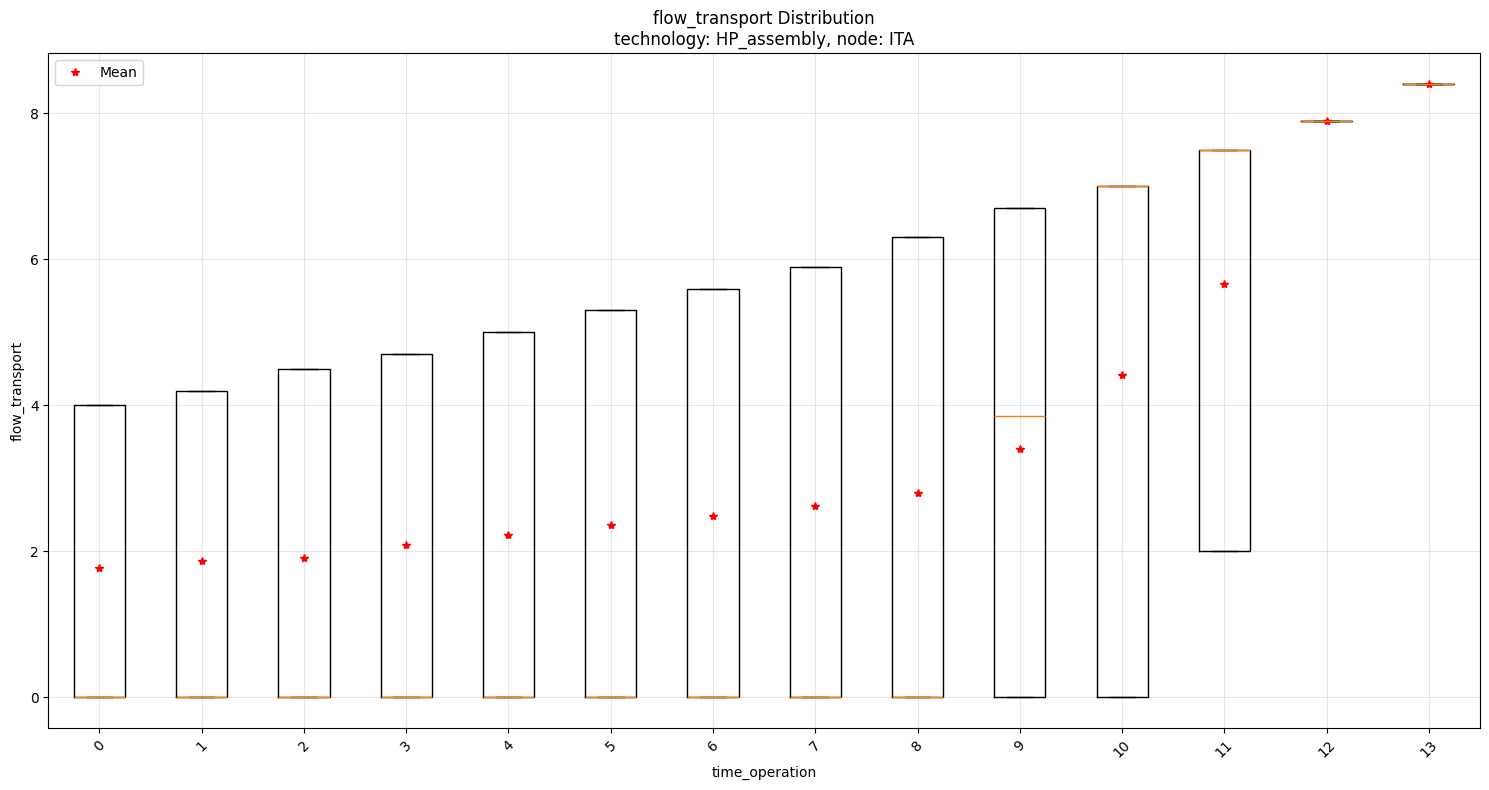 flow_transport Distribution
technology: HP_assembly, node: ITA
Mean
flow_transport
8
6
4
2
0
0 1 2 3 4 5 6 7 8 9 10 11 12 13
time_operation